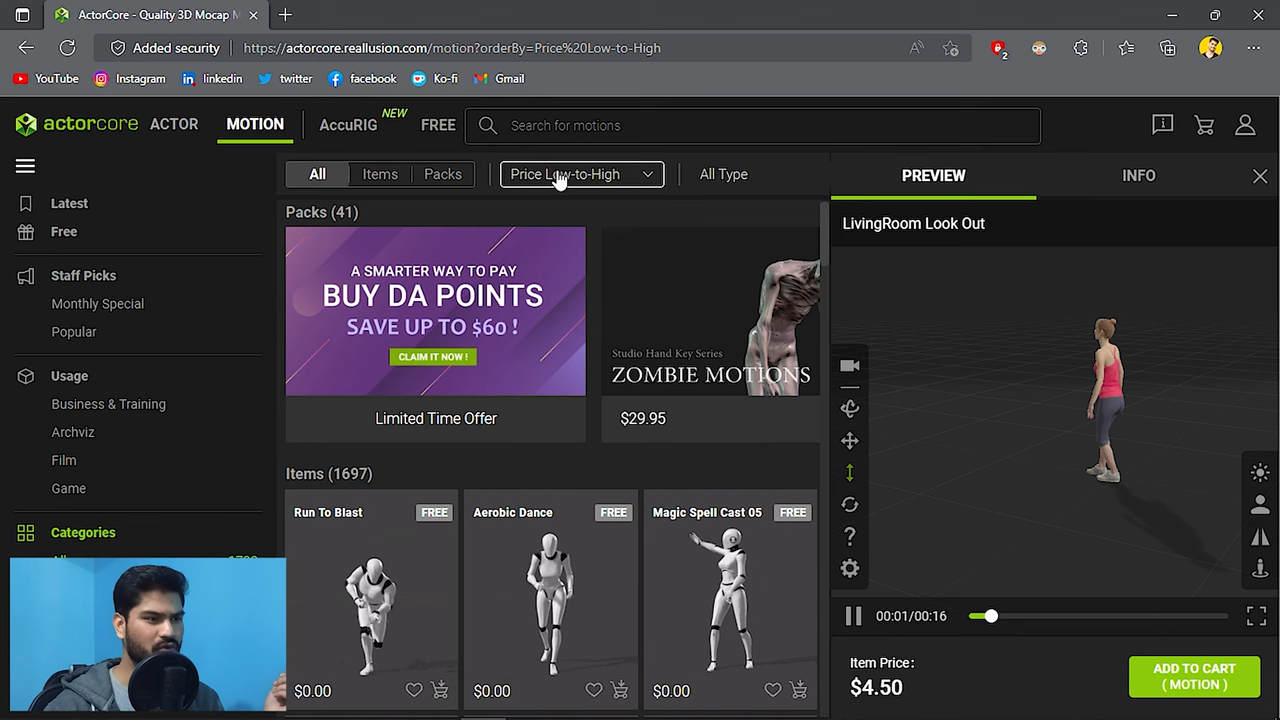 ActorCore - Quality 3D Mocap M
Added security
https://actorcore.reallusion.com/motion?orderBy=Price%20Low-to-High
2
YouTube
Instagram
linkedin
twitter
facebook
Ko-fi
Gmail
actorcore
ACTOR
MOTION
AccuRIG
NEW
FREE
Search for motions
All
Items
Packs
Price Low-to-High
All Type
PREVIEW
INFO
Latest
Free
Staff Picks
Monthly Special
Popular
Usage
Business & Training
Archviz
Film
Game
Categories
Packs (41)
A SMARTER WAY TO PAY
BUY DA POINTS
SAVE UP TO $60 !
CLAIM IT NOW !
Limited Time Offer
Studio Hand Key Series
ZOMBIE MOTIONS
$29.95
Items (1697)
Run To Blast
FREE
$0.00
Aerobic Dance
FREE
$0.00
Magic Spell Cast 05
FREE
$0.00
LivingRoom Look Out
00:01/00:16
Item Price:
$4.50
ADD TO CART
( MOTION )